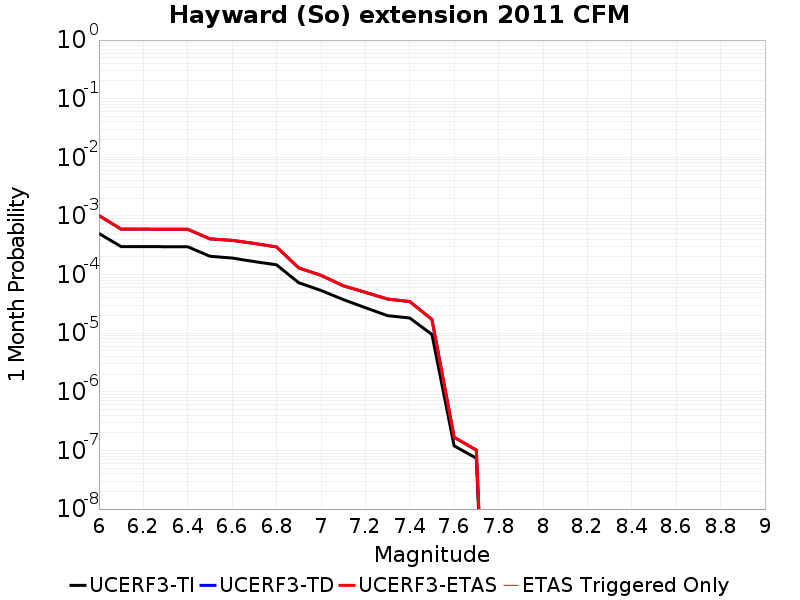 Hayward (So) extension 2011 CFM
1 Month Probability
10^0
10^-1
10^-2
10^-3
10^-4
10^-5
10^-6
10^-7
10^-8
6 6.2 6.4 6.6 6.8 7 7.2 7.4 7.6 7.8 8 8.2 8.4 8.6 8.8 9
Magnitude
UCERF3-TI UCERF3-TD UCERF3-ETAS ETAS Triggered Only